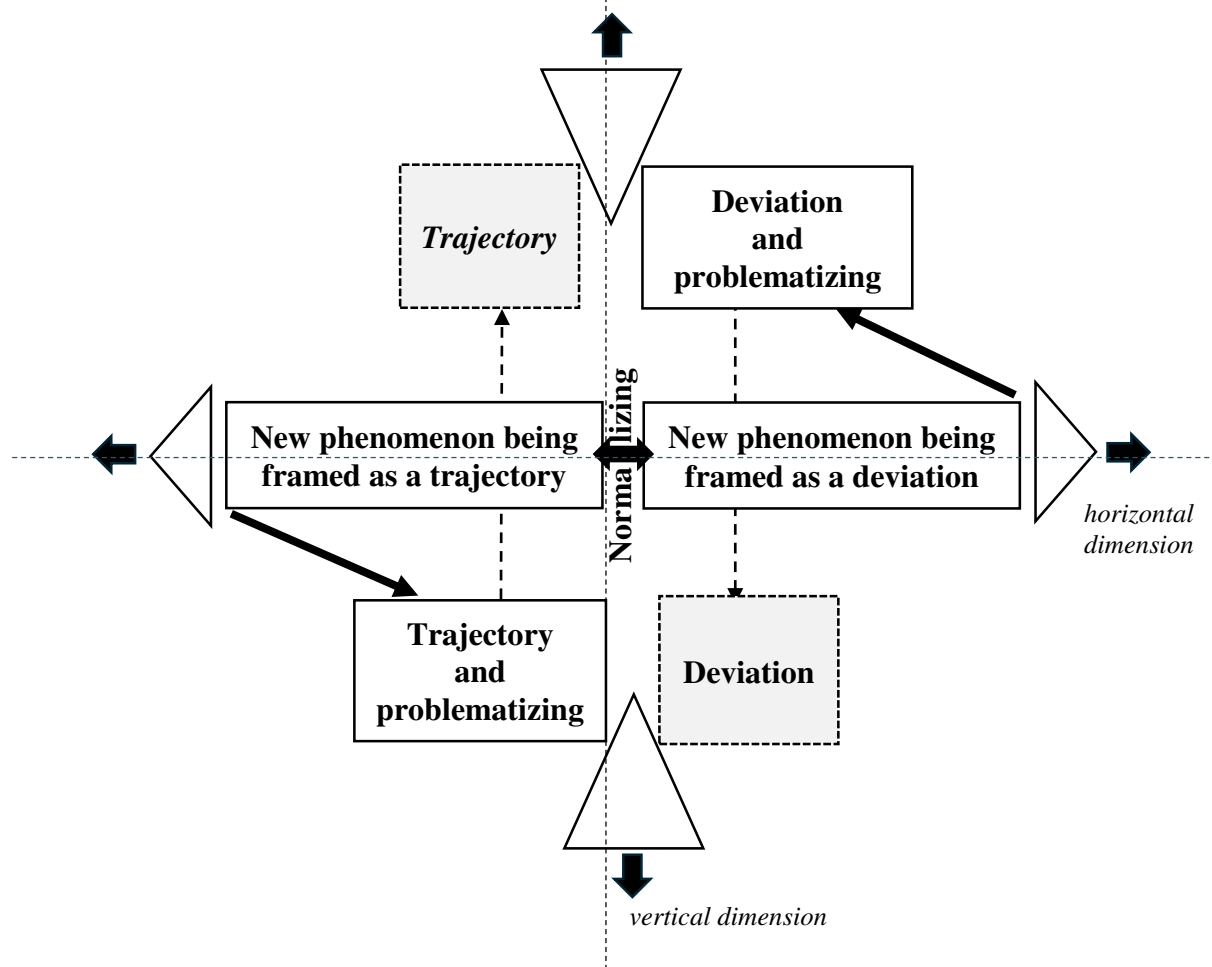 Trajectory
Deviation
and
problematizing
Normalizing
New phenomenon being
framed as a trajectory
New phenomenon being
framed as a deviation
horizontal
dimension
Trajectory
and
problematizing
Deviation
vertical dimension